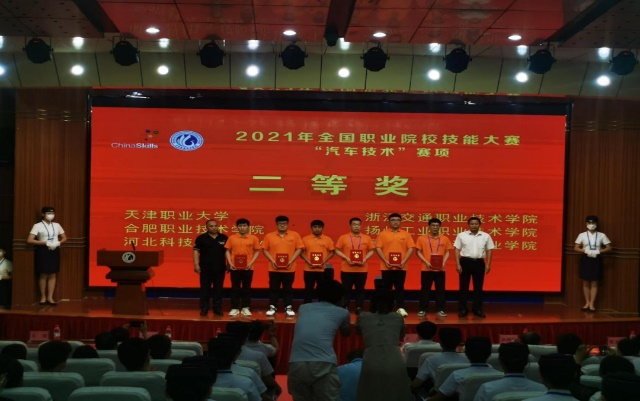 ChinaSkills
2021年全国职业院校技能大赛
“汽车技术”赛项
二等奖
天津职业大学
浙江交通职业技术学院
合肥职业技术学院
扬州工业职业技术学院
河北科技
业学院